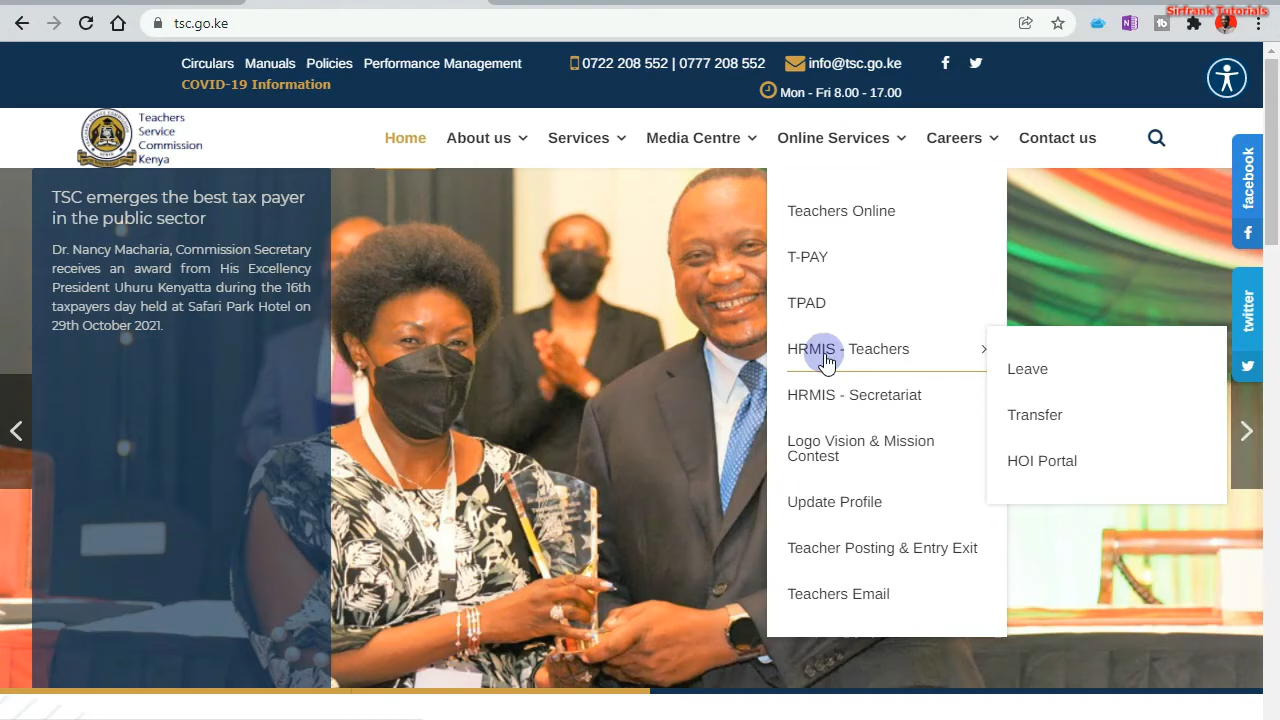 Sirfrank Tutorials
tsc.go.ke
Circulars Manuals Policies Performance Management
COVID-19 Information
0722 208 552 | 0777 208 552
info@tsc.go.ke
Mon - Fri 8.00 - 17.00
Teachers
Service
Commission
Kenya
Home About us Services Media Centre Online Services Careers Contact us
TSC emerges the best tax payer
in the public sector
Dr. Nancy Macharia, Commission Secretary
receives an award from His Excellency
President Uhuru Kenyatta during the 16th
taxpayers day held at Safari Park Hotel on
29th October 2021.
Teachers Online
T-PAY
TPAD
HRMIS - Teachers
HRMIS - Secretariat
Logo Vision & Mission
Contest
Update Profile
Teacher Posting & Entry Exit
Teachers Email
Leave
Transfer
HOI Portal
facebook
twitter